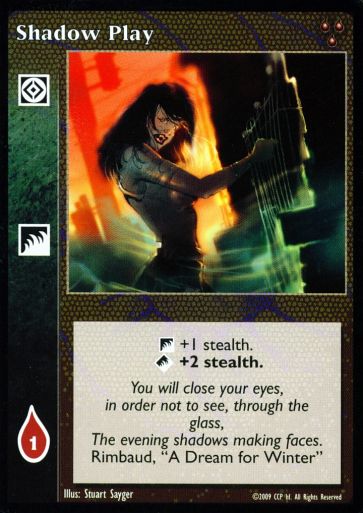 Shadow Play
+1 stealth.
+2 stealth.
You will close your eyes,
in order not to see, through the
glass,
The evening shadows making faces.
Rimbaud, “A Dream for Winter”
1
Illus: Stuart Sayger
©2009 CCP hf. All Rights Reserved